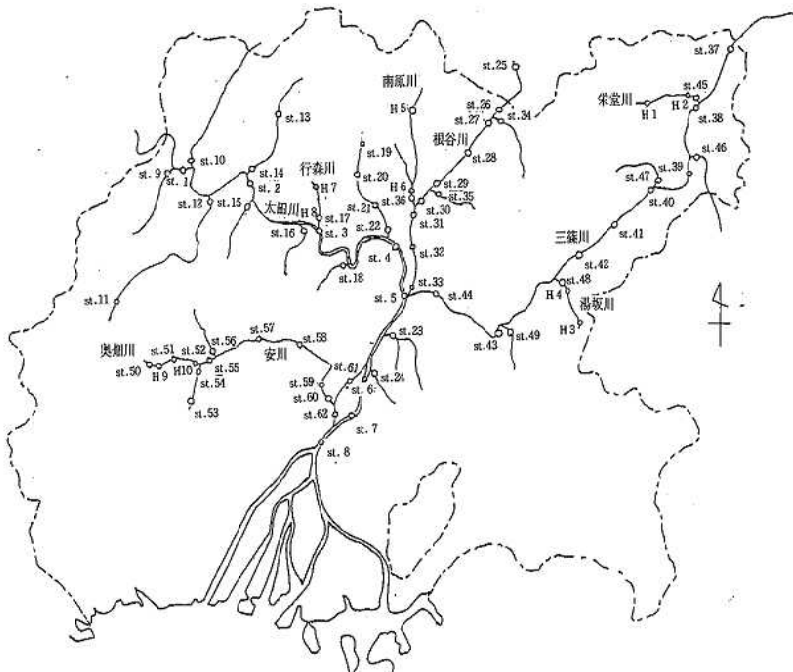 st.37
st.25
南原川
栄堂川
st.45
H 5
st.26
H 1
H 2
st.13
st.27
st.34
st.38
根谷川
st.19
st.28
st.46
st.10
st.14
行森川
st.20
st.47
st.39
st.9
st.1
st.2
H 7
H 6
st.29
st.40
st.12
st.15
太田川
H 8
st.17
st.21
st.36
st.30
st.35
st.16
st.3
st.22
st.31
三篠川
st.41
st.4
st.32
st.42
st.18
st.33
H 4
st.48
湯坂川
st.11
st.5
st.44
H 3
st.57
st.23
st.43
st.49
奥畑川
st.51
st.52
st.56
安川
st.58
st.50
H 9
H10
st.55
st.61
st.24
st.54
st.59
st.6
st.53
st.60
st.62
st.7
st.8